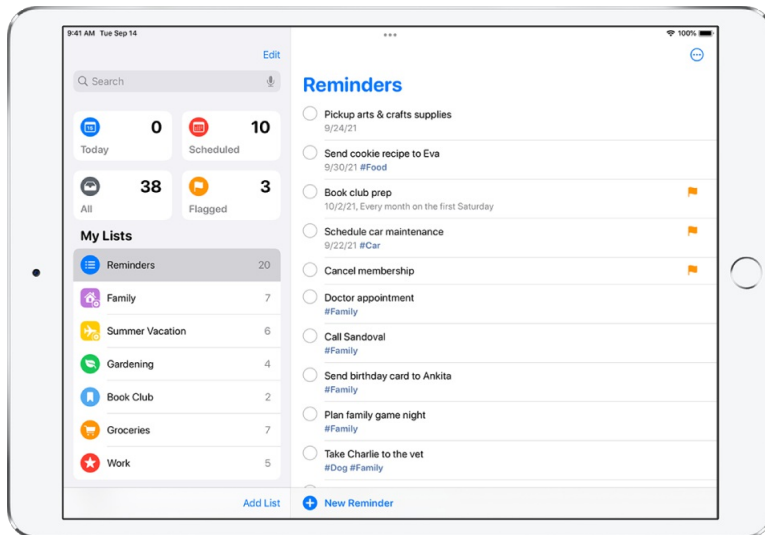 9:41 AM Tue Sep 14
100%
Edit
Search
0
Today
10
Scheduled
38
All
3
Flagged
My Lists
Reminders 20
Family 7
Summer Vacation 6
Gardening 4
Book Club 2
Groceries 7
Work 5
Add List
Reminders
Pickup arts & crafts supplies
9/24/21
Send cookie recipe to Eva
9/30/21 #Food
Book club prep
10/2/21, Every month on the first Saturday
Schedule car maintenance
9/22/21 #Car
Cancel membership
Doctor appointment
#Family
Call Sandoval
#Family
Send birthday card to Ankita
#Family
Plan family game night
#Family
Take Charlie to the vet
#Dog #Family
New Reminder